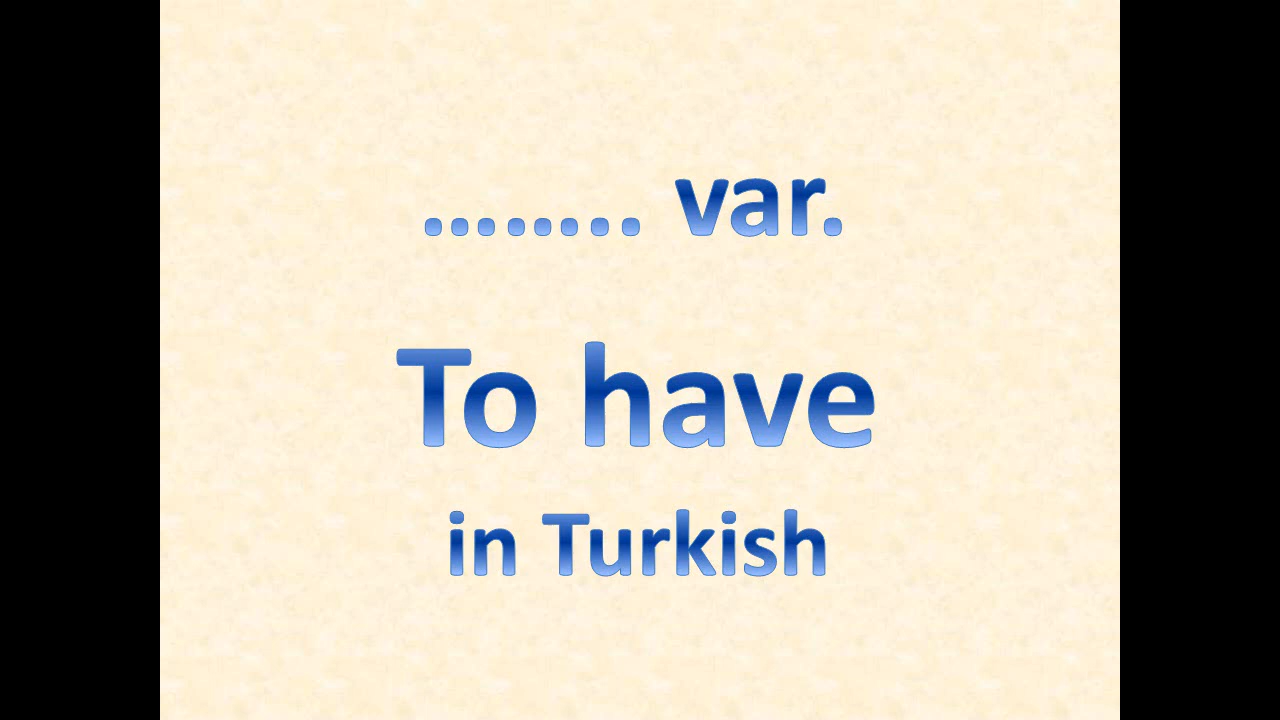 ........ var.
To have
in Turkish